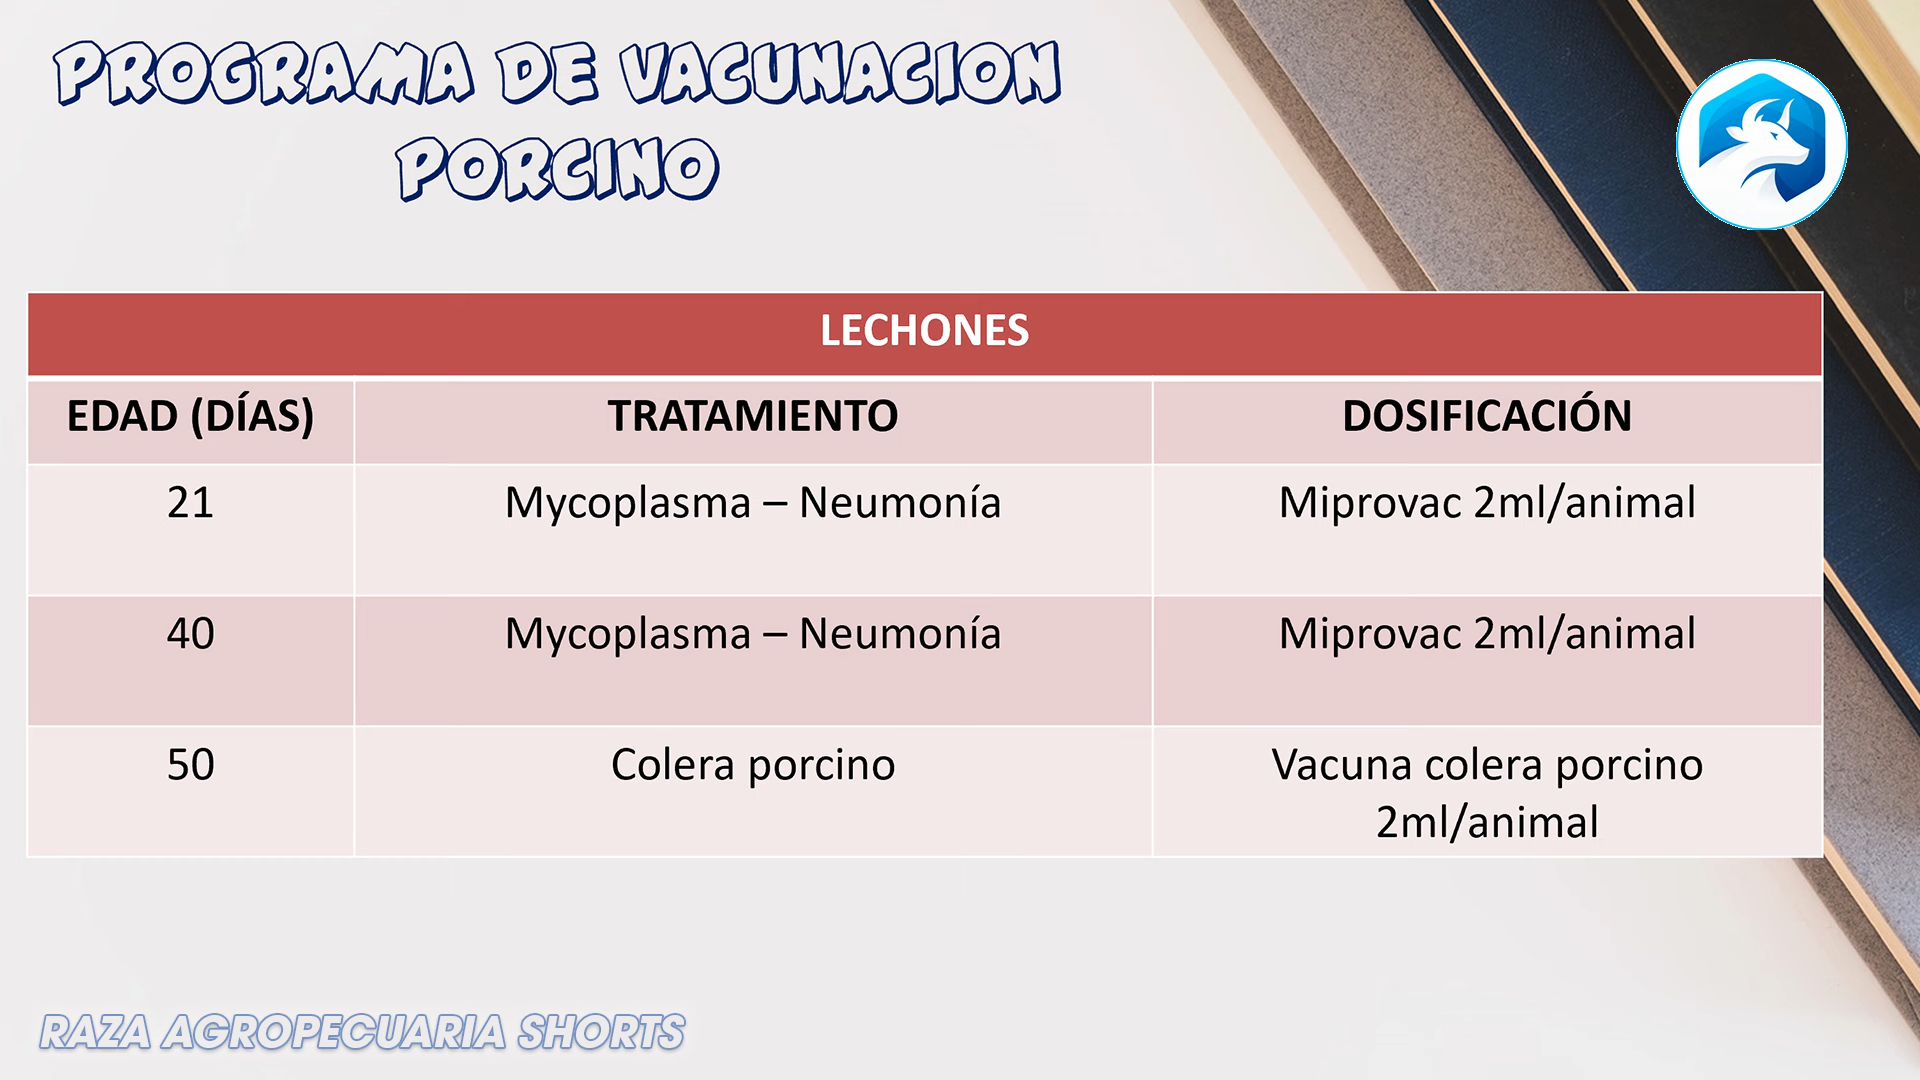 PROGRAMA DE VACUNACION
PORCINO
LECHONES
EDAD (DÍAS) TRATAMIENTO DOSIFICACIÓN
21 Mycoplasma – Neumonía Miprovac 2ml/animal
40 Mycoplasma – Neumonía Miprovac 2ml/animal
50 Colera porcino Vacuna colera porcino
2ml/animal
RAZA AGROPECUARIA SHORTS